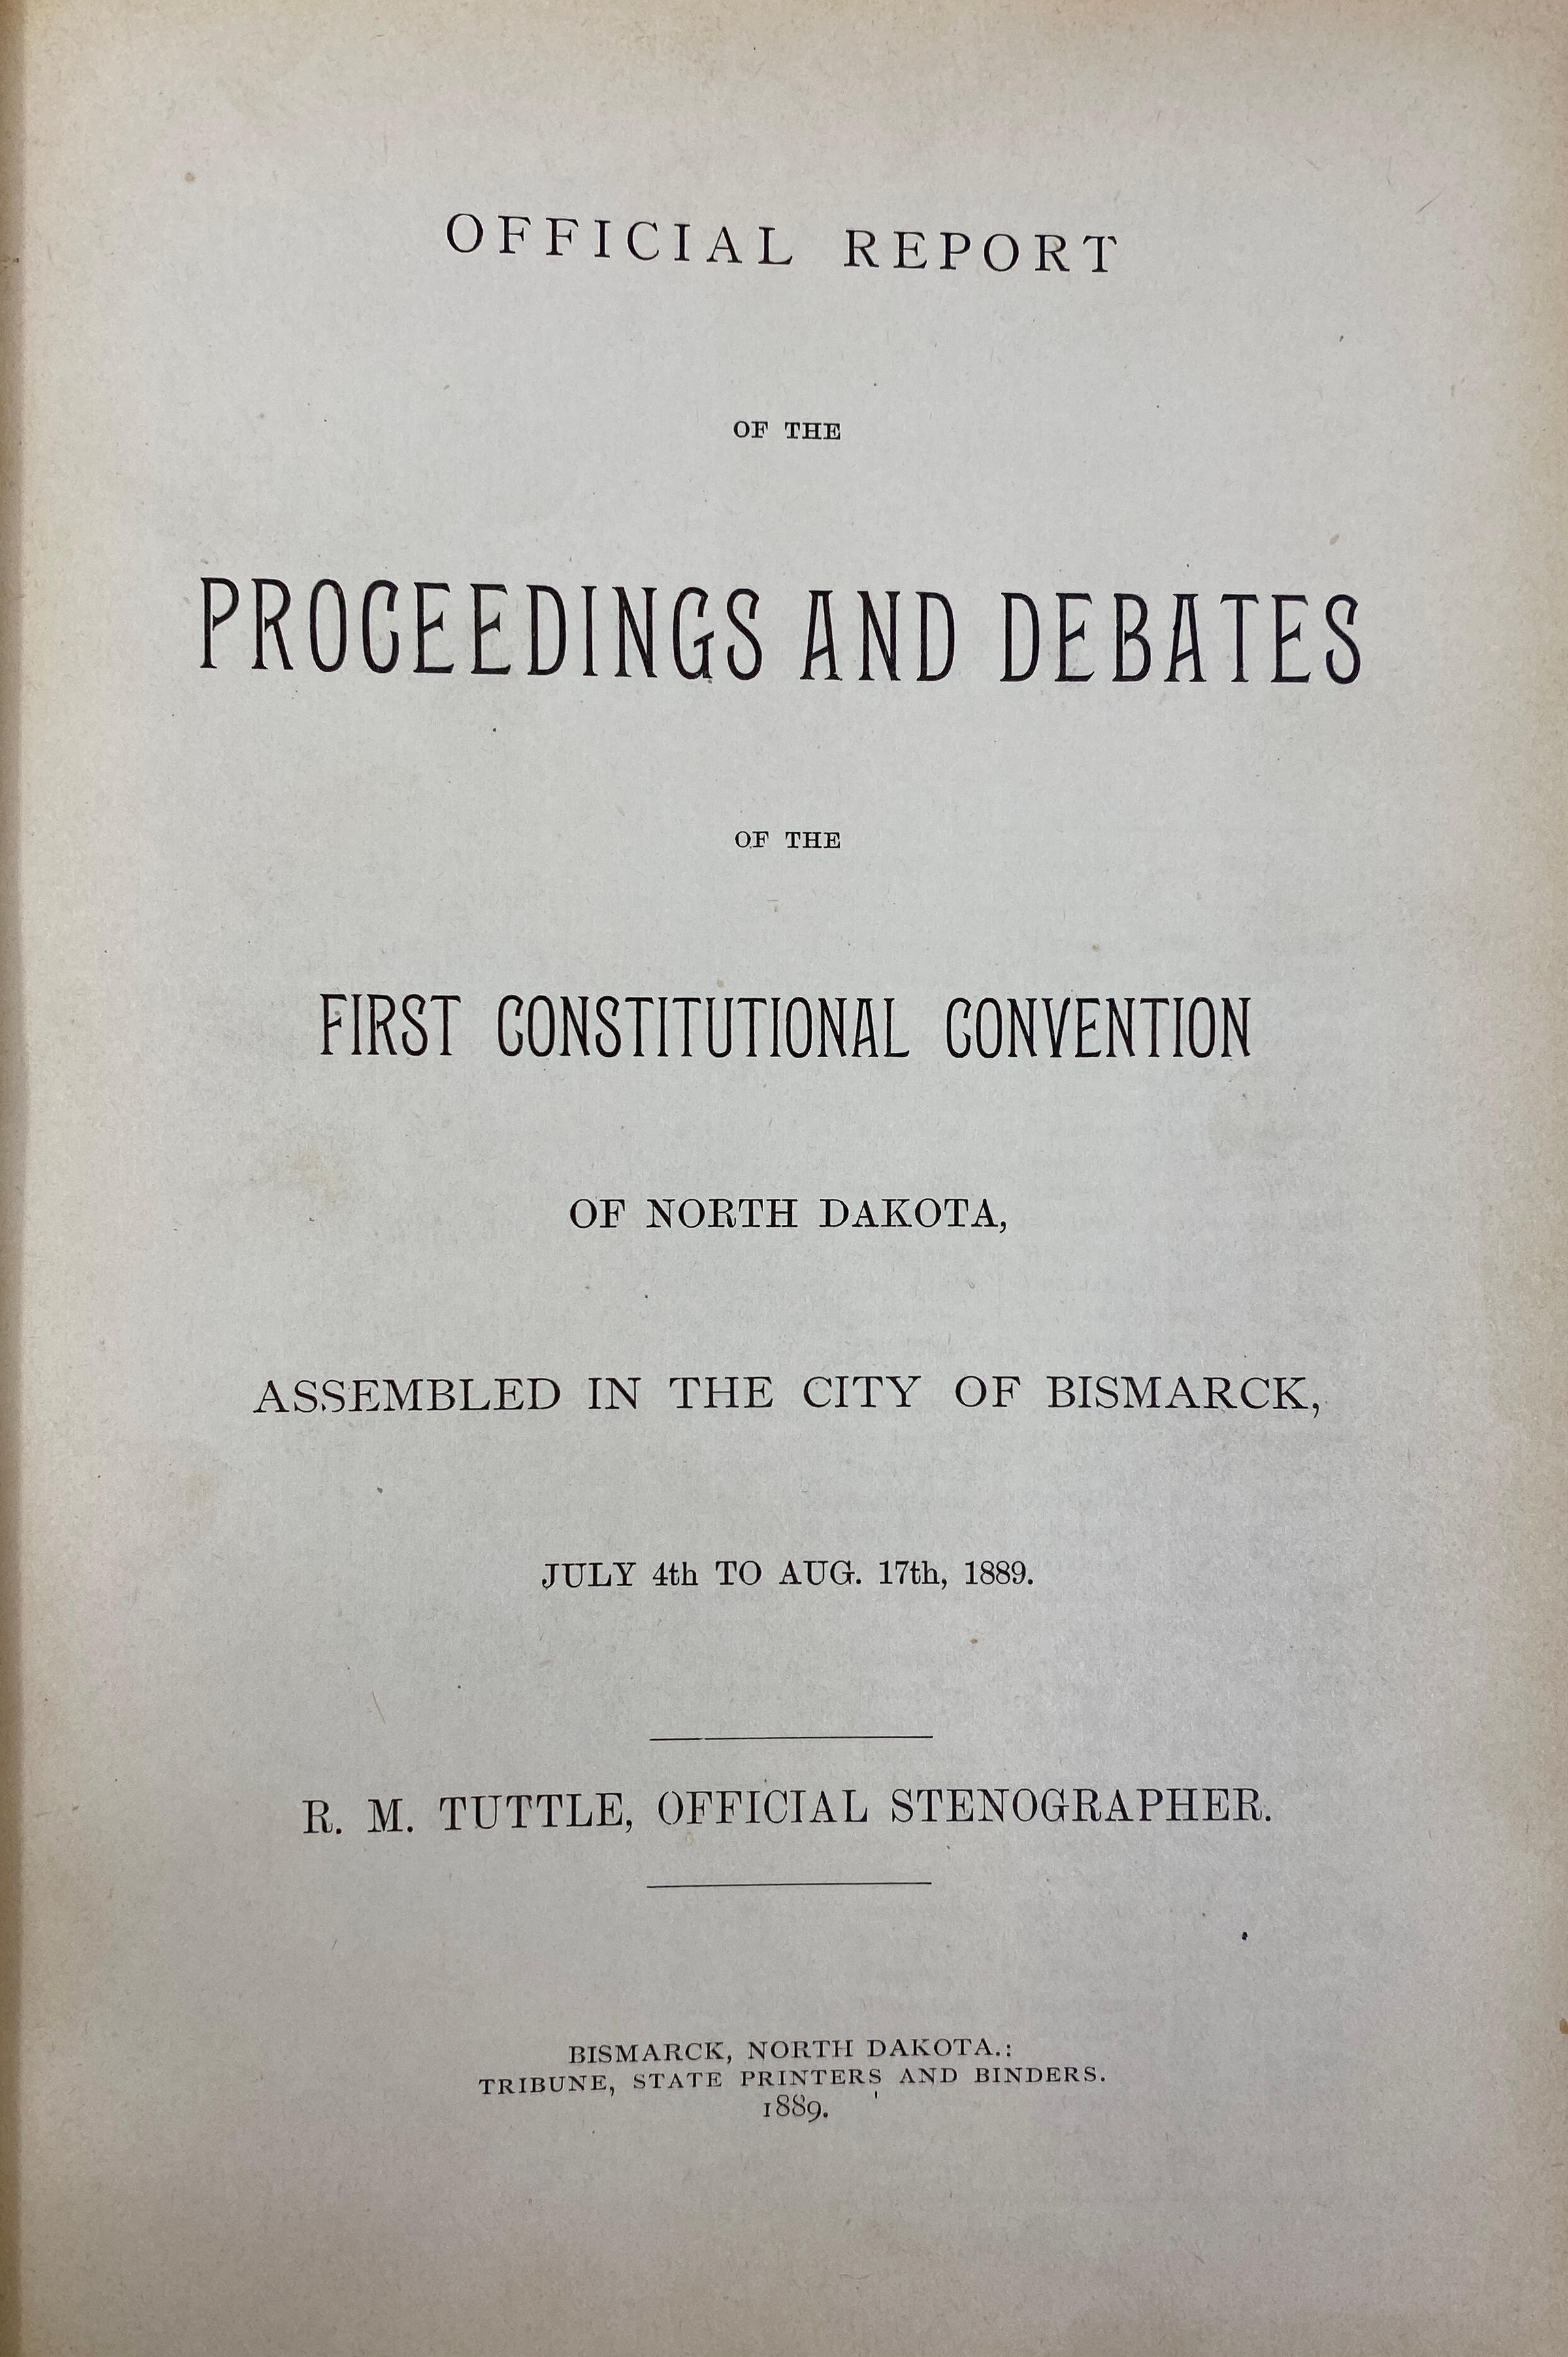 OFFICIAL REPORT
OF THE
PROCEEDINGS AND DEBATES
OF THE
FIRST CONSTITUTIONAL CONVENTION
OF NORTH DAKOTA,
ASSEMBLED IN THE CITY OF BISMARCK,
JULY 4th TO AUG. 17th, 1889.
R. M. TUTTLE, OFFICIAL STENOGRAPHER.
BISMARCK, NORTH DAKOTA.:
TRIBUNE, STATE PRINTERS AND BINDERS.
1889.